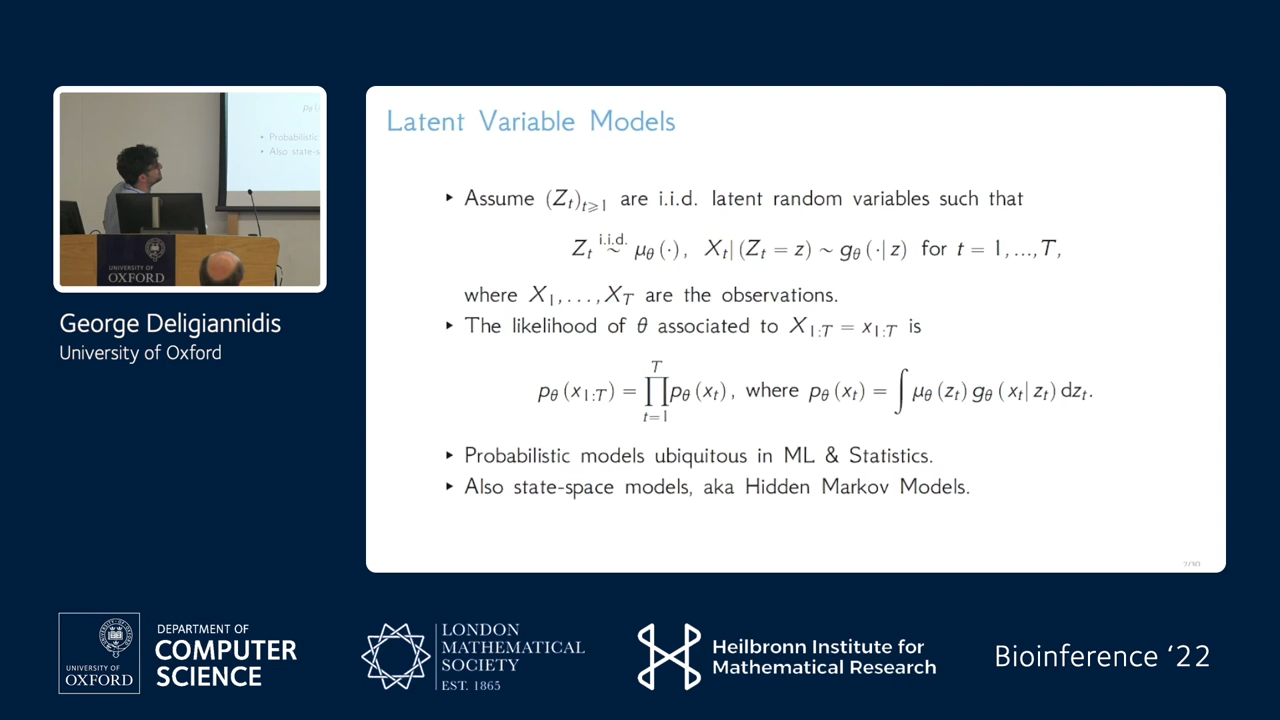 Latent Variable Models
▸ Assume (Z_t)_{t⩾1} are i.i.d. latent random variables such that
Z_t ~^{i.i.d.} μ_θ(·), X_t|(Z_t = z) ~ g_θ(·|z) for t = 1,...,T,
where X_1,...,X_T are the observations.
▸ The likelihood of θ associated to X_{1:T} = x_{1:T} is
p_θ(x_{1:T}) = ∏_{t=1}^{T} p_θ(x_t), where p_θ(x_t) = ∫ μ_θ(z_t) g_θ(x_t|z_t) dz_t.
▸ Probabilistic models ubiquitous in ML & Statistics.
▸ Also state-space models, aka Hidden Markov Models.
• Probabilistic
• Also state-s
UNIVERSITY OF
OXFORD
George Deligiannidis
University of Oxford
UNIVERSITY OF
OXFORD
DEPARTMENT OF
COMPUTER
SCIENCE
LONDON
MATHEMATICAL
SOCIETY
EST. 1865
Heilbronn Institute for
Mathematical Research
Bioinference ‘22